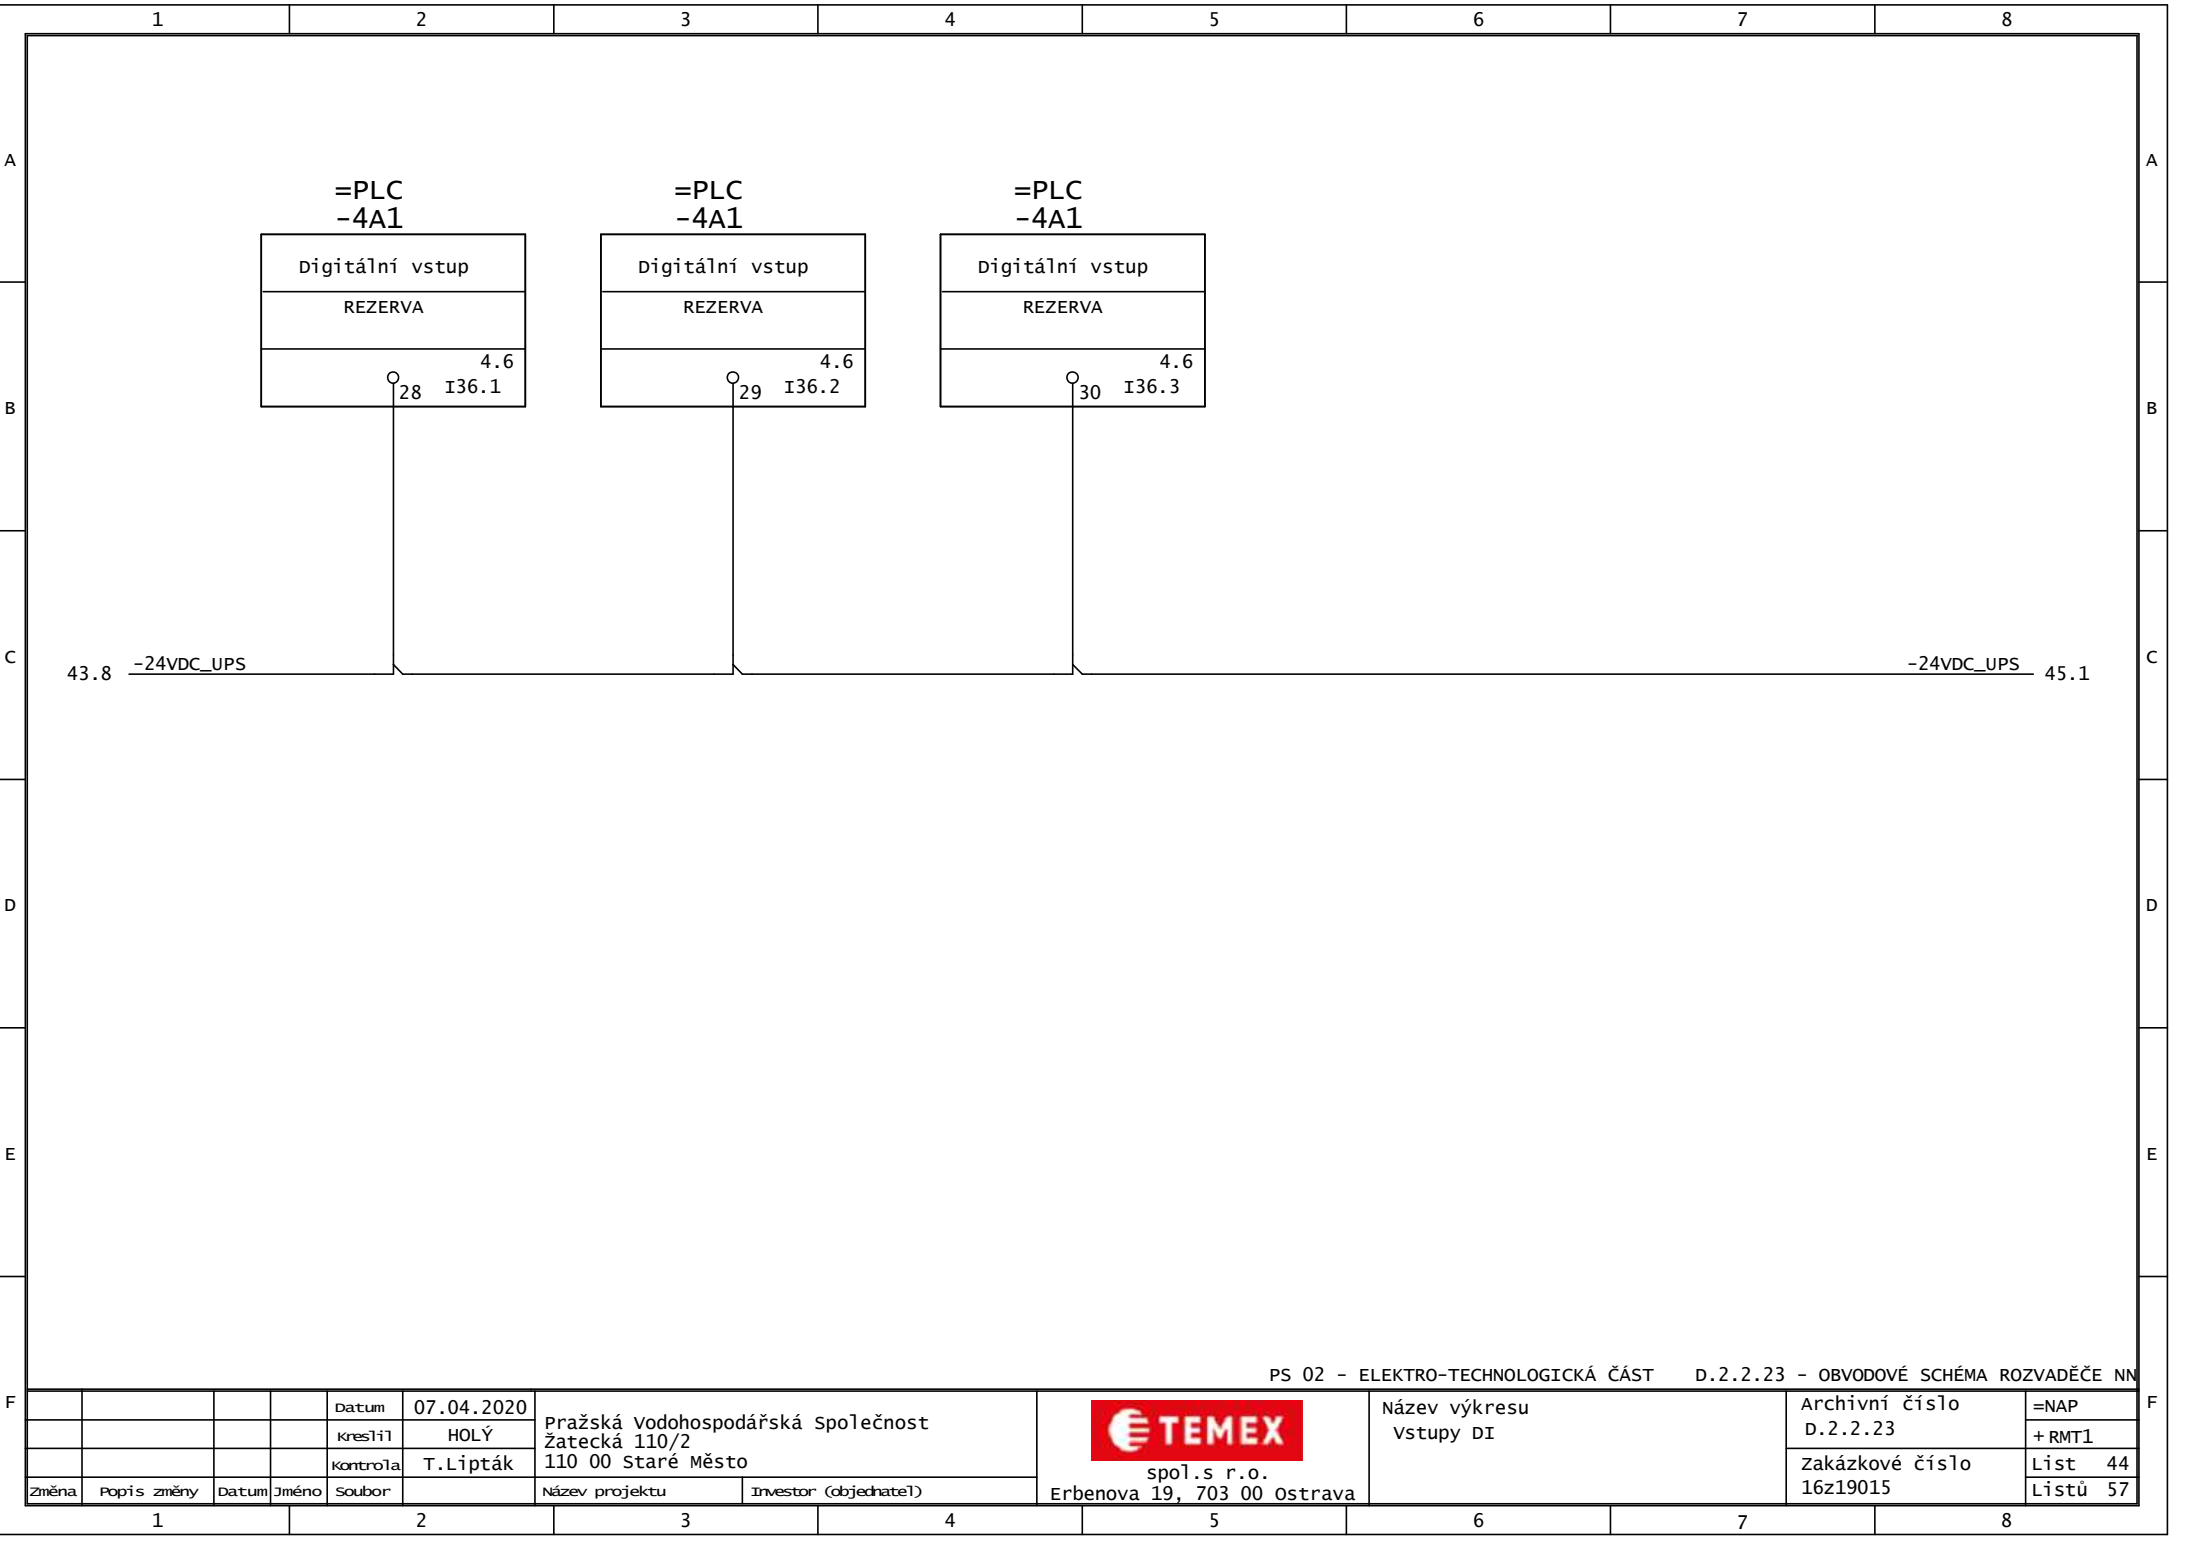 1 2 3 4 5 6 7 8
A A
=PLC =PLC =PLC
-4A1 -4A1 -4A1
Digitální vstup Digitální vstup Digitální vstup
REZERVA REZERVA REZERVA
4.6 4.6 4.6
28 I36.1 29 I36.2 30 I36.3
B B
C C
43.8 -24VDC_UPS -24VDC_UPS 45.1
D D
E E
PS 02 - ELEKTRO-TECHNOLOGICKÁ ČÁST D.2.2.23 - OBVODOVÉ SCHÉMA ROZVADĚČE NN
F F
Datum 07.04.2020
Kreslil HOLÝ
Kontrola T.Lipták
Změna Popis změny Datum Jméno Soubor
Pražská Vodohospodářská Společnost
Žatecká 110/2
110 00 Staré Město
Název projektu Investor (objednatel)
TEMEX
spol.s r.o.
Erbenova 19, 703 00 Ostrava
Název výkresu
Vstupy DI
Archivní číslo
D.2.2.23
Zakázkové číslo
16z19015
=NAP
+ RMT1
List 44
Listů 57
1 2 3 4 5 6 7 8